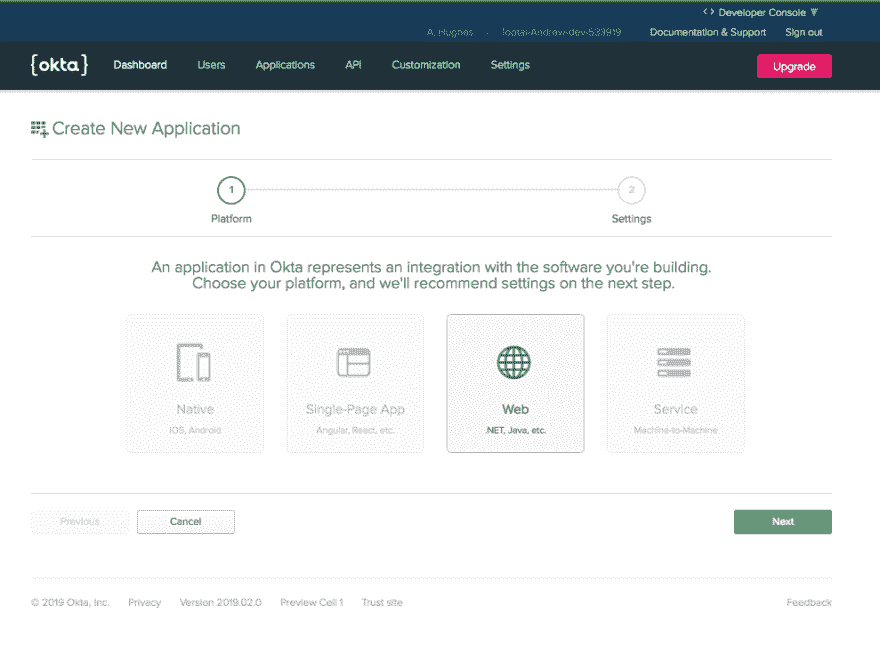 <> Developer Console
A. Hughes
Documentation & Support
Sign out
{okta}
Dashboard
Users
Applications
API
Customization
Settings
Upgrade
Create New Application
1
2
Platform
Settings
An application in Okta represents an integration with the software you're building.
Choose your platform, and we'll recommend settings on the next step.
Native
iOS, Android
Single-Page App
Angular, React, etc.
Web
.NET, Java, etc.
Service
Machine-to-Machine
Previous
Cancel
Next
© 2019 Okta, Inc.
Privacy
Version 2019.02.0
Preview Cell 1
Trust site
Feedback